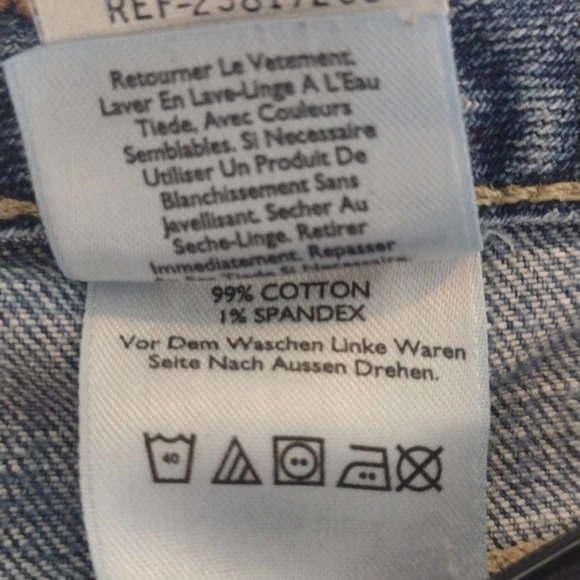 Retourner Le Vetement.
Laver En Lave-Linge A L'Eau
Tiede, Avec Couleurs
Semblables. Si Necessaire
Utiliser Un Produit De
Blanchissement Sans
Javellisant. Secher Au
Seche-Linge. Retirer
Immediatement. Repasser
99% COTTON
1% SPANDEX
Vor Dem Waschen Linke Waren
Seite Nach Aussen Drehen.
40